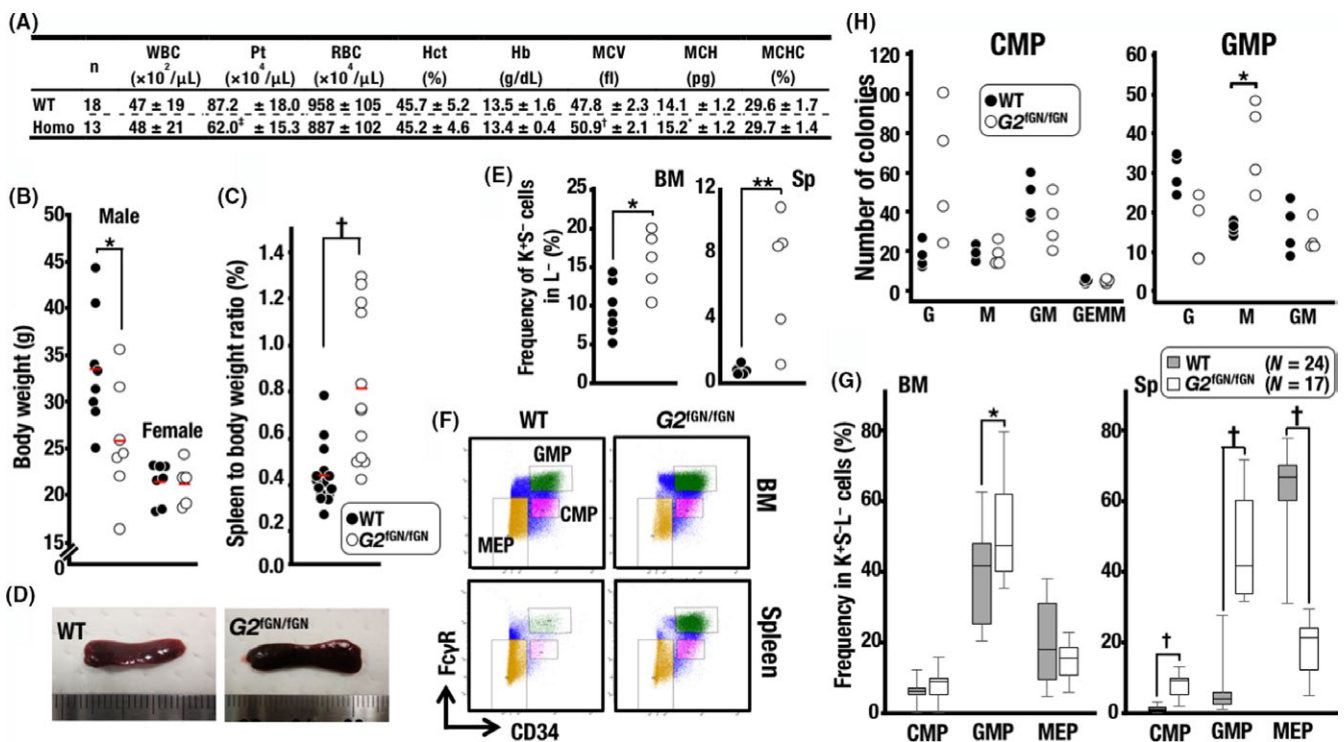 (A)
n WBC (×10²/μL) Pt (×10⁴/μL) RBC (×10⁴/μL) Hct (%) Hb (g/dL) MCV (fl) MCH (pg) MCHC (%)
WT 18 47 ± 19 87.2 ± 18.0 958 ± 105 45.7 ± 5.2 13.5 ± 1.6 47.8 ± 2.3 14.1 ± 1.2 29.6 ± 1.7
Homo 13 48 ± 21 62.0‡ ± 15.3 887 ± 102 45.2 ± 4.6 13.4 ± 0.4 50.9† ± 2.1 15.2* ± 1.2 29.7 ± 1.4
(B)
Body weight (g)
50
45
40
35
30
25
20
15
0
Male
*
Female
(C)
Spleen to body weight ratio (%)
1.4
1.2
1.0
0.8
0.6
0.4
0.2
0.0
†
WT
G2fGN/fGN
(D)
WT
G2fGN/fGN
(E)
Frequency of K⁺S⁻ cells
in L⁻ (%)
25
20
15
10
5
0
*
BM
12
8
4
0
**
Sp
(F)
WT
G2fGN/fGN
GMP
CMP
MEP
BM
Spleen
FcγR
CD34
(H)
Number of colonies
CMP
120
100
80
60
40
20
0
WT
G2fGN/fGN
G M GM GEMM
GMP
60
50
40
30
20
10
0
*
G M GM
(G)
WT (N = 24)
G2fGN/fGN (N = 17)
Frequency in K⁺S⁻L⁻ cells (%)
BM
80
60
40
20
0
*
CMP GMP MEP
Sp
80
60
40
20
0
†
†
†
CMP GMP MEP